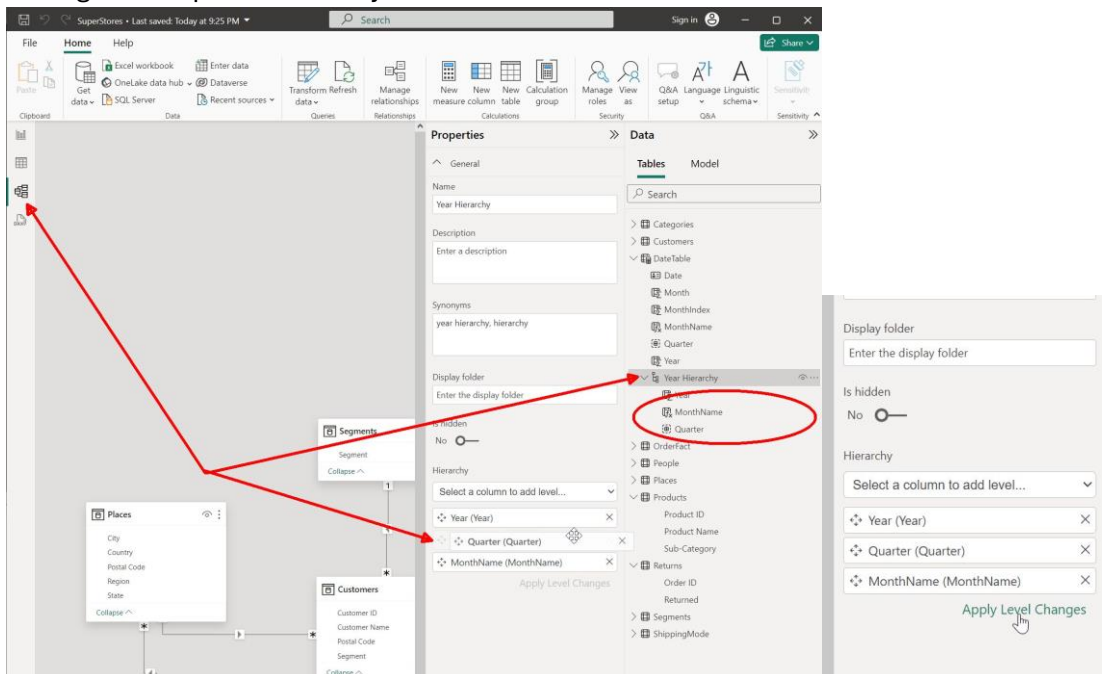 SuperStores • Last saved: Today at 9:25 PM
Search
Sign in
File Home Help
Share
Paste
Get data
Excel workbook
OneLake data hub
SQL Server
Enter data
Dataverse
Recent sources
Transform data
Refresh
Manage relationships
New measure
New column
New table
Calculation group
Manage roles
View as
Q&A setup
Language
Linguistic schema
Sensitivity
Clipboard
Data
Queries
Relationships
Calculations
Security
Q&A
Sensitivity
Properties
General
Name
Year Hierarchy
Description
Enter a description
Synonyms
year hierarchy, hierarchy
Display folder
Enter the display folder
Is hidden
No
Hierarchy
Select a column to add level...
Year (Year)
Quarter (Quarter)
MonthName (MonthName)
Apply Level Changes
Data
Tables Model
Search
Categories
Customers
DateTable
Date
Month
MonthIndex
MonthName
Quarter
Year
Year Hierarchy
Year
MonthName
Quarter
OrderFact
People
Places
Products
Product ID
Product Name
Sub-Category
Returns
Order ID
Returned
Segments
ShippingMode
Segments
Segment
Collapse
1
*
Places
City
Country
Postal Code
Region
State
Collapse
*
*
Customers
Customer ID
Customer Name
Postal Code
Segment
Collapse
Display folder
Enter the display folder
Is hidden
No
Hierarchy
Select a column to add level...
Year (Year)
Quarter (Quarter)
MonthName (MonthName)
Apply Level Changes